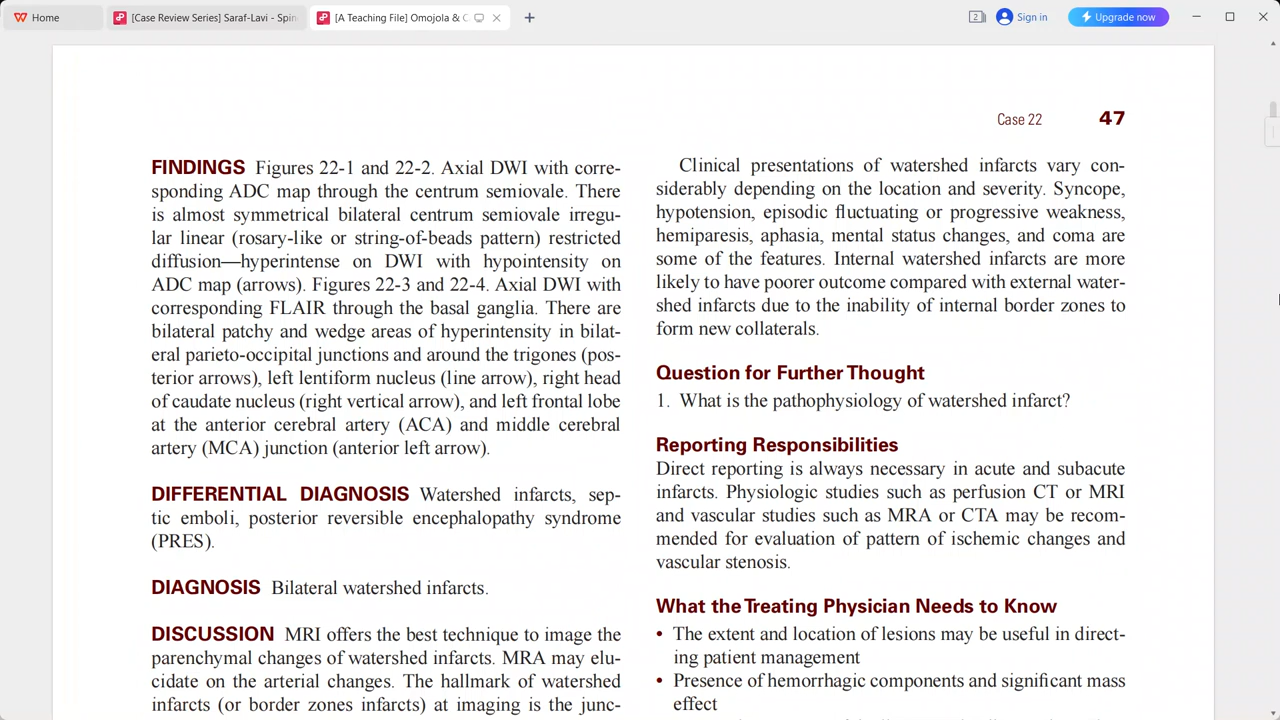 Home
[Case Review Series] Saraf-Lavi - Spin
[A Teaching File] Omojola & C
2
Sign in
Upgrade now
Case 22 47
FINDINGS Figures 22-1 and 22-2. Axial DWI with corre-
sponding ADC map through the centrum semiovale. There
is almost symmetrical bilateral centrum semiovale irregu-
lar linear (rosary-like or string-of-beads pattern) restricted
diffusion—hyperintense on DWI with hypointensity on
ADC map (arrows). Figures 22-3 and 22-4. Axial DWI with
corresponding FLAIR through the basal ganglia. There are
bilateral patchy and wedge areas of hyperintensity in bilat-
eral parieto-occipital junctions and around the trigones (pos-
terior arrows), left lentiform nucleus (line arrow), right head
of caudate nucleus (right vertical arrow), and left frontal lobe
at the anterior cerebral artery (ACA) and middle cerebral
artery (MCA) junction (anterior left arrow).
DIFFERENTIAL DIAGNOSIS Watershed infarcts, sep-
tic emboli, posterior reversible encephalopathy syndrome
(PRES).
DIAGNOSIS Bilateral watershed infarcts.
DISCUSSION MRI offers the best technique to image the
parenchymal changes of watershed infarcts. MRA may elu-
cidate on the arterial changes. The hallmark of watershed
infarcts (or border zones infarcts) at imaging is the junc-
Clinical presentations of watershed infarcts vary con-
siderably depending on the location and severity. Syncope,
hypotension, episodic fluctuating or progressive weakness,
hemiparesis, aphasia, mental status changes, and coma are
some of the features. Internal watershed infarcts are more
likely to have poorer outcome compared with external water-
shed infarcts due to the inability of internal border zones to
form new collaterals.
Question for Further Thought
1. What is the pathophysiology of watershed infarct?
Reporting Responsibilities
Direct reporting is always necessary in acute and subacute
infarcts. Physiologic studies such as perfusion CT or MRI
and vascular studies such as MRA or CTA may be recom-
mended for evaluation of pattern of ischemic changes and
vascular stenosis.
What the Treating Physician Needs to Know
• The extent and location of lesions may be useful in direct-
ing patient management
• Presence of hemorrhagic components and significant mass
effect